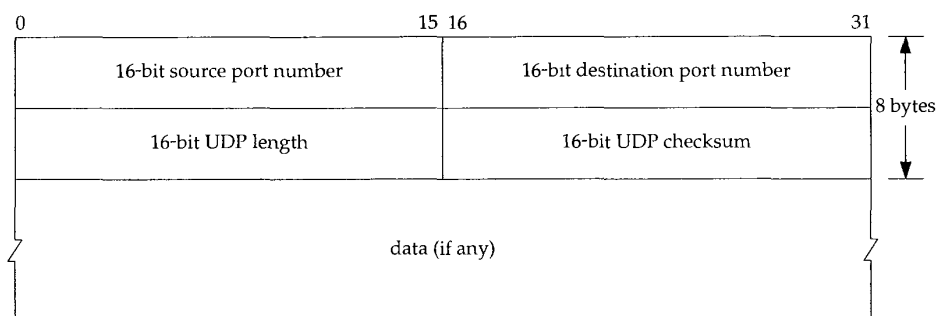 0 15 16 31
16-bit source port number 16-bit destination port number
8 bytes
16-bit UDP length 16-bit UDP checksum
data (if any)